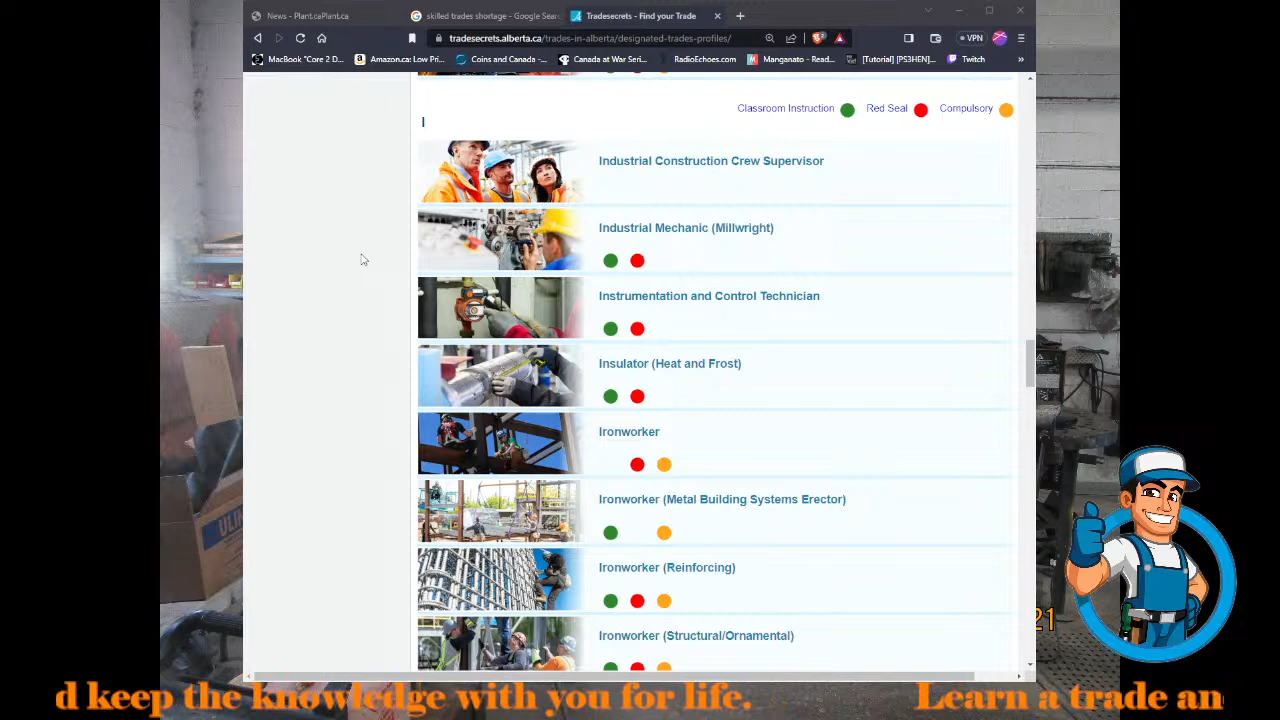 News - Plant.caPlant.ca
skilled trades shortage - Google Sear
Tradesecrets - Find your Trade
tradesecrets.alberta.ca/trades-in-alberta/designated-trades-profiles/
VPN
MacBook "Core 2 D...
Amazon.ca: Low Pri...
Coins and Canada -...
Canada at War Seri...
RadioEchoes.com
Manganato - Read...
[Tutorial] [PS3HEN]...
Twitch
Classroom Instruction
Red Seal
Compulsory
I
Industrial Construction Crew Supervisor
Industrial Mechanic (Millwright)
Instrumentation and Control Technician
Insulator (Heat and Frost)
Ironworker
Ironworker (Metal Building Systems Erector)
Ironworker (Reinforcing)
Ironworker (Structural/Ornamental)
ULIN
21
d keep the knowledge with you for life. Learn a trade an